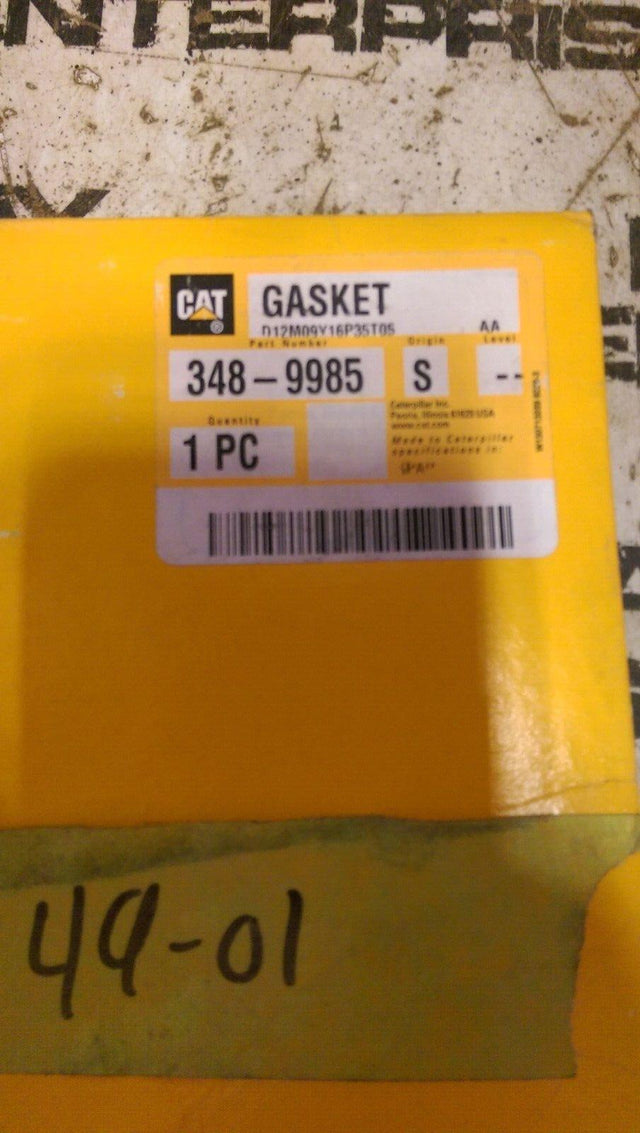 ENTERPRIS
CAT
®
GASKET
D12M09Y16P35T05 AA
Part Number Origin Level
348-9985 S --
Quantity
1 PC
Caterpillar Inc.
Peoria, Illinois 61629 USA
www.cat.com
Made to Caterpillar
specifications in:
49-01